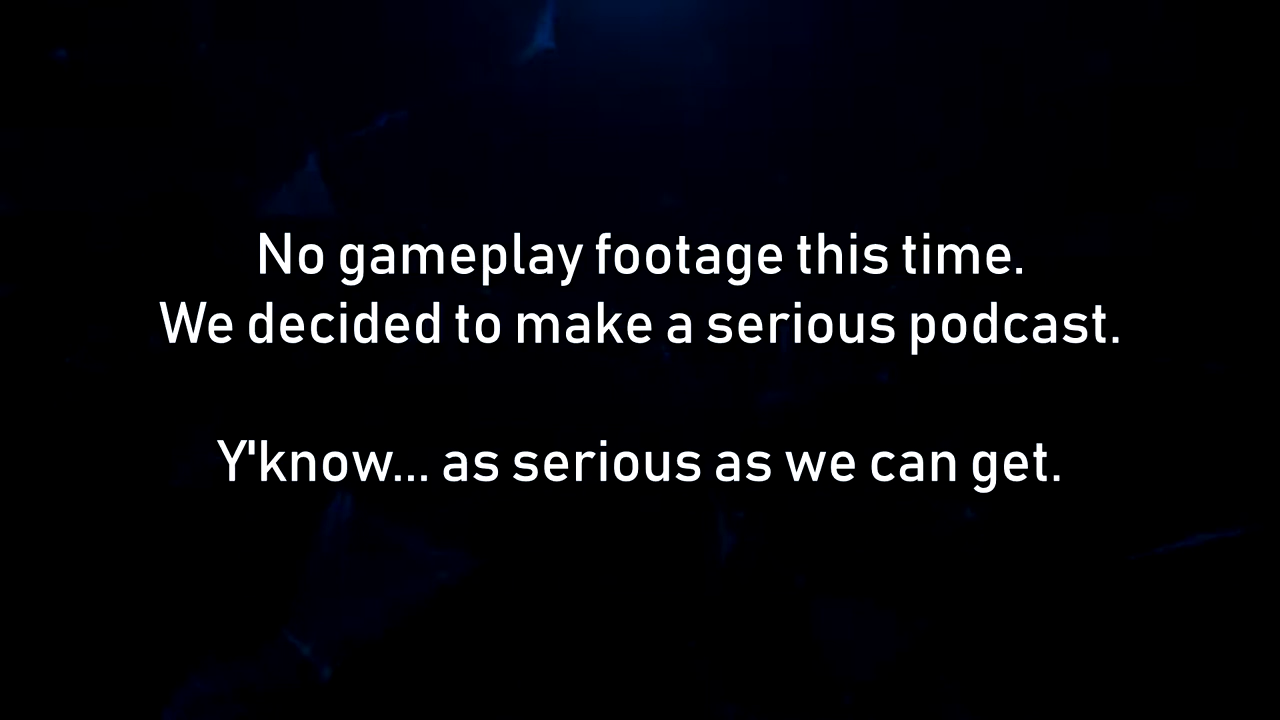 No gameplay footage this time.
We decided to make a serious podcast.
Y'know... as serious as we can get.